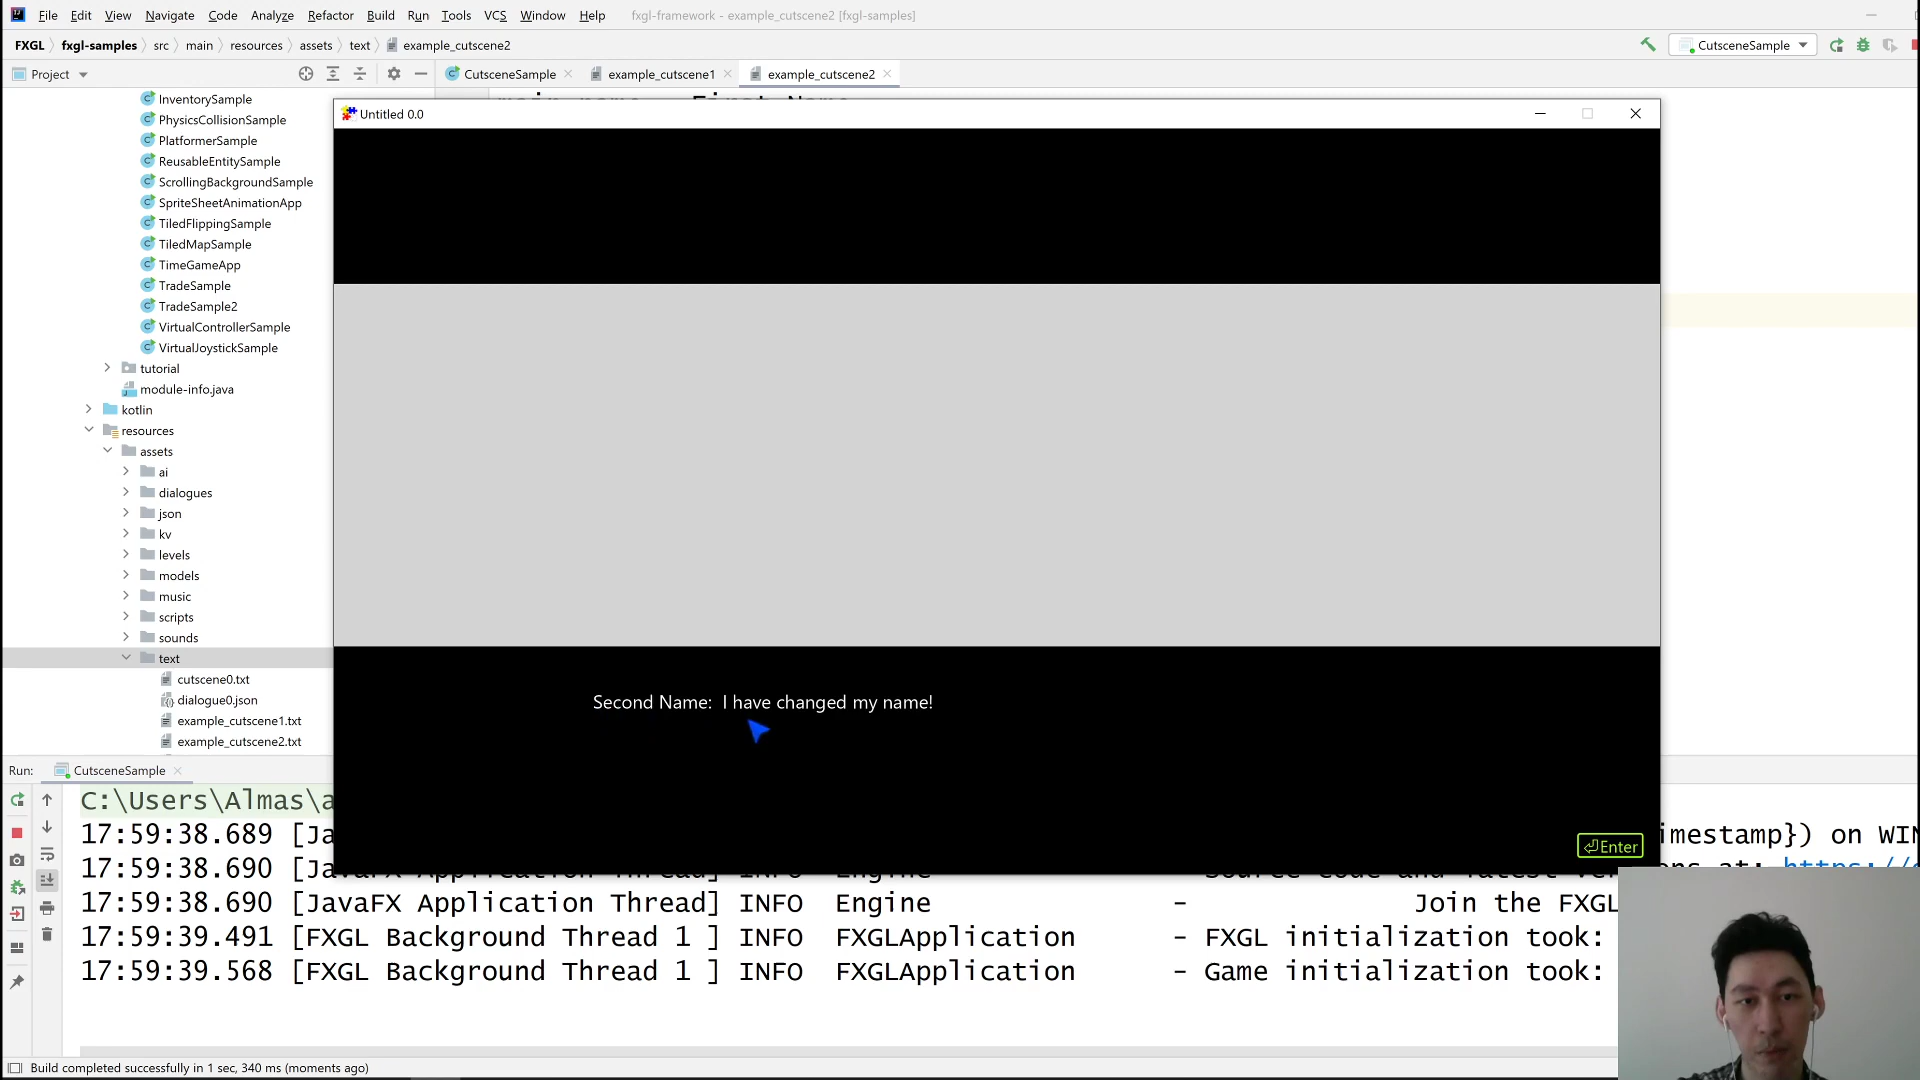 File Edit View Navigate Code Analyze Refactor Build Run Tools VCS Window Help fxgl-framework - example_cutscene2 [fxgl-samples]
FXGL fxgl-samples src main resources assets text example_cutscene2 CutsceneSample
Project CutsceneSample example_cutscene1 example_cutscene2
Untitled 0.0
InventorySample
PhysicsCollisionSample
PlatformerSample
ReusableEntitySample
ScrollingBackgroundSample
SpriteSheetAnimationApp
TiledFlippingSample
TiledMapSample
TimeGameApp
TradeSample
TradeSample2
VirtualControllerSample
VirtualJoystickSample
tutorial
module-info.java
kotlin
resources
assets
ai
dialogues
json
kv
levels
models
music
scripts
sounds
text
cutscene0.txt
dialogue0.json
example_cutscene1.txt
example_cutscene2.txt
Second Name: I have changed my name!
Enter
Run: CutsceneSample
C:\Users\Almas\a
17:59:38.689 [Ja imestamp}) on WIN
17:59:38.690 [
17:59:38.690 [JavaFX Application Thread] INFO Engine - Join the FXGL
17:59:39.491 [FXGL Background Thread 1 ] INFO FXGLApplication - FXGL initialization took:
17:59:39.568 [FXGL Background Thread 1 ] INFO FXGLApplication - Game initialization took:
Build completed successfully in 1 sec, 340 ms (moments ago)